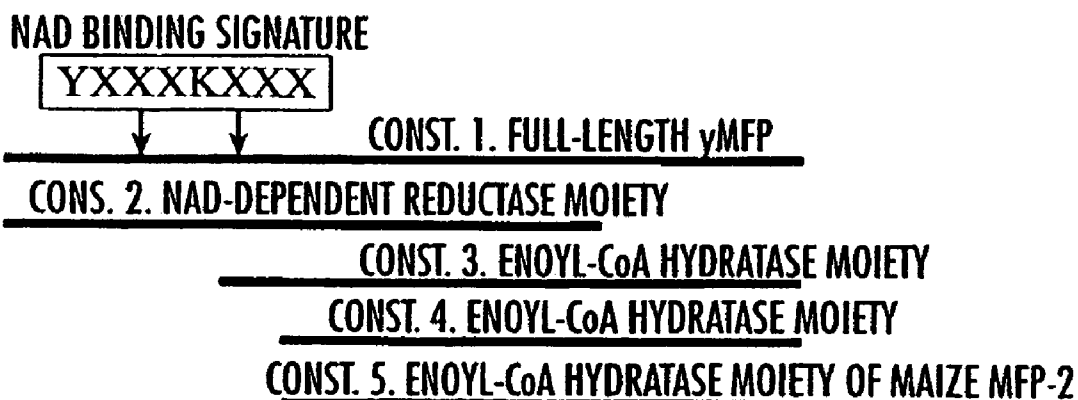 NAD BINDING SIGNATURE
YXXXKXXX
CONST. 1. FULL-LENGTH yMFP
CONS. 2. NAD-DEPENDENT REDUCTASE MOIETY
CONST. 3. ENOYL-CoA HYDRATASE MOIETY
CONST. 4. ENOYL-CoA HYDRATASE MOIETY
CONST. 5. ENOYL-CoA HYDRATASE MOIETY OF MAIZE MFP-2